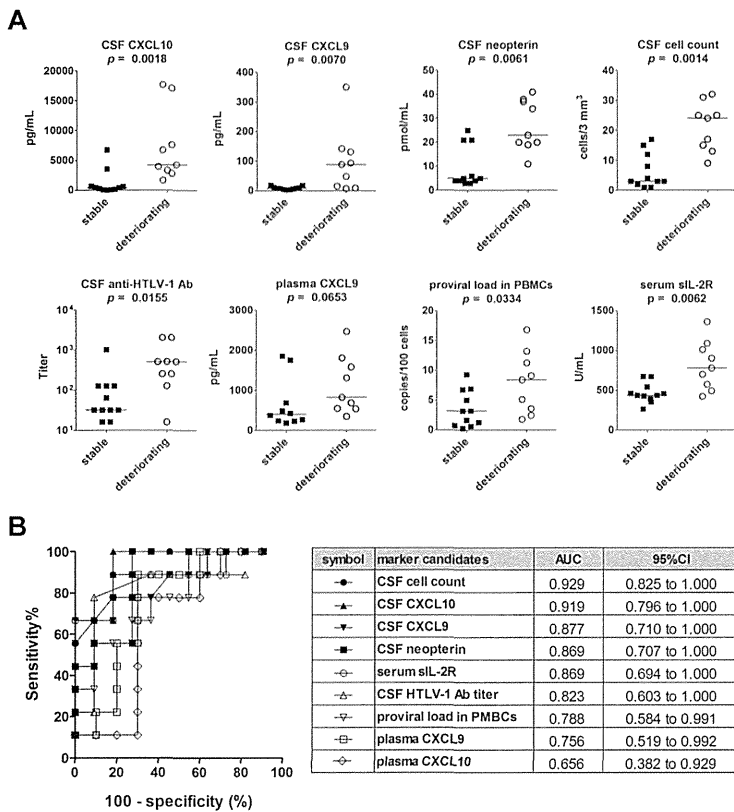 A
CSF CXCL10
p = 0.0018
pg/mL
20000
15000
10000
5000
0
stable
deteriorating
CSF CXCL9
p = 0.0070
pg/mL
400
300
200
100
0
stable
deteriorating
CSF neopterin
p = 0.0061
pmol/mL
50
40
30
20
10
0
stable
deteriorating
CSF cell count
p = 0.0014
cells/3 mm³
40
30
20
10
0
stable
deteriorating
CSF anti-HTLV-1 Ab
p = 0.0155
Titer
10⁴
10³
10²
10¹
stable
deteriorating
plasma CXCL9
p = 0.0653
pg/mL
3000
2000
1000
0
stable
deteriorating
proviral load in PBMCs
p = 0.0334
copies/100 cells
20
15
10
5
0
stable
deteriorating
serum sIL-2R
p = 0.0062
U/mL
1500
1000
500
0
stable
deteriorating
B
Sensitivity%
100
80
60
40
20
0
0 20 40 60 80 100
100 - specificity (%)
symbol marker candidates AUC 95%CI
CSF cell count 0.929 0.825 to 1.000
CSF CXCL10 0.919 0.796 to 1.000
CSF CXCL9 0.877 0.710 to 1.000
CSF neopterin 0.869 0.707 to 1.000
serum sIL-2R 0.869 0.694 to 1.000
CSF HTLV-1 Ab titer 0.823 0.603 to 1.000
proviral load in PMBCs 0.788 0.584 to 0.991
plasma CXCL9 0.756 0.519 to 0.992
plasma CXCL10 0.656 0.382 to 0.929